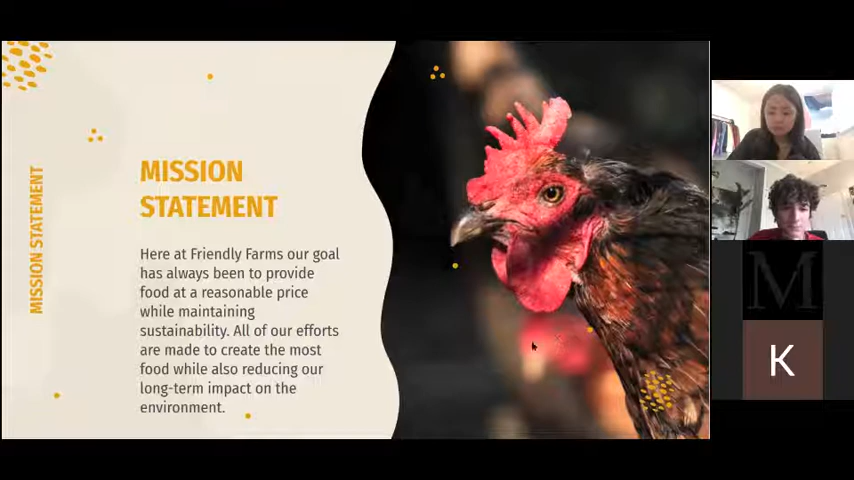 MISSION STATEMENT
MISSION
STATEMENT
Here at Friendly Farms our goal
has always been to provide
food at a reasonable price
while maintaining
sustainability. All of our efforts
are made to create the most
food while also reducing our
long-term impact on the
environment.
M
K